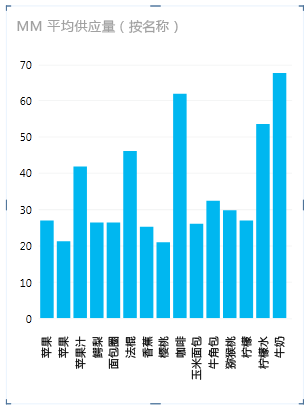 MM 平均供应量（按名称）
70
60
50
40
30
20
10
0
苹果
苹果
苹果汁
鳄梨
面包圈
法棍
香蕉
樱桃
咖啡
玉米面包
牛角包
猕猴桃
柠檬
柠檬水
牛奶